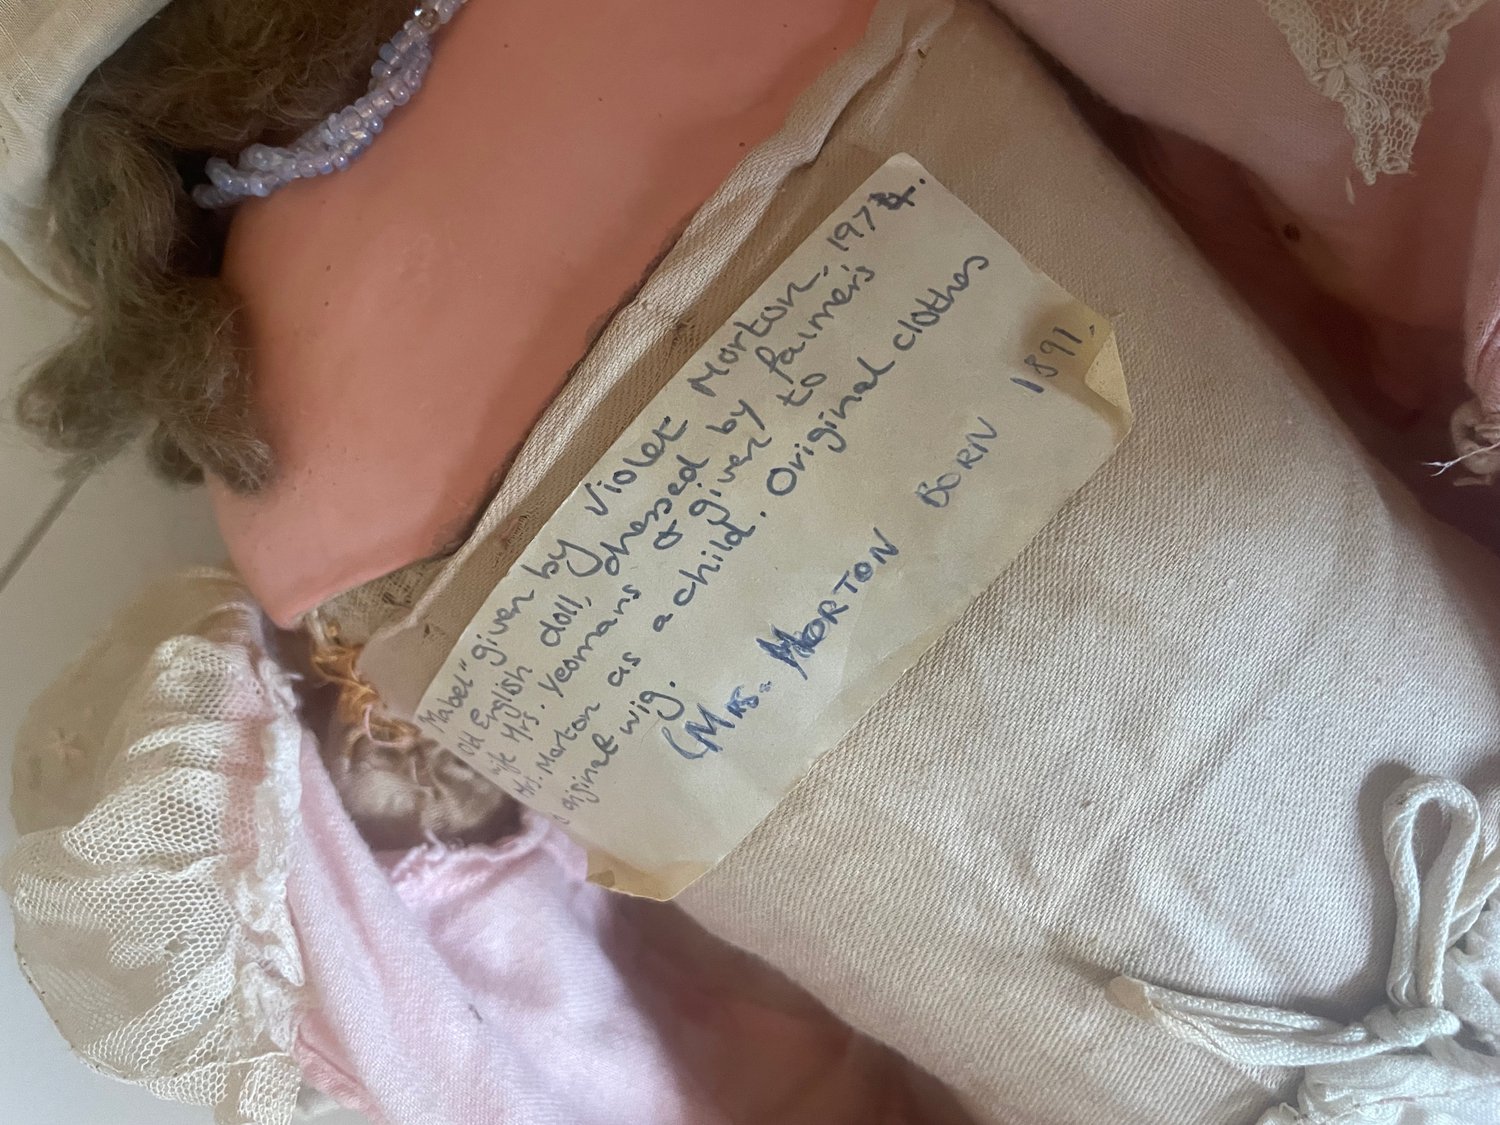 "Mabel" given by Violet Morton. 1974.
Old English doll, dressed by farmer's
wife Mrs. Yeomans & given to
Mrs. Morton as a child. Original clothes
& original wig.
(Mrs. MORTON BORN 1891.